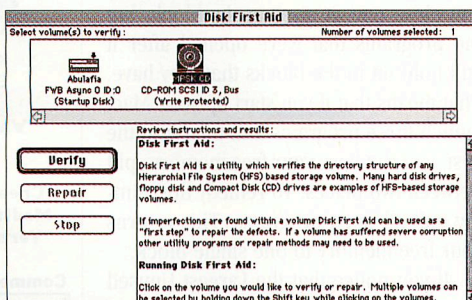 Disk First Aid
Select volume(s) to verify:
Number of volumes selected: 1
Abulafia
FWB Async 0 ID:0
(Startup Disk)
MPSK CD
CD-ROM SCSI ID 3, Bus
(Write Protected)
Review instructions and results:
Verify
Repair
Stop
Disk First Aid:
Disk First Aid is a utility which verifies the directory structure of any
Hierarchial File System (HFS) based storage volume. Many hard disk drives,
floppy disk and Compact Disk (CD) drives are examples of HFS-based storage
volumes.
If imperfections are found within a volume Disk First Aid can be used as a
"first step" to repair the defects. If a volume has suffered severe corruption
other utility programs or repair methods may need to be used.
Running Disk First Aid:
Click on the volume you would like to verify or repair. Multiple volumes can
be selected by holding down the Shift key while clicking on the volumes.